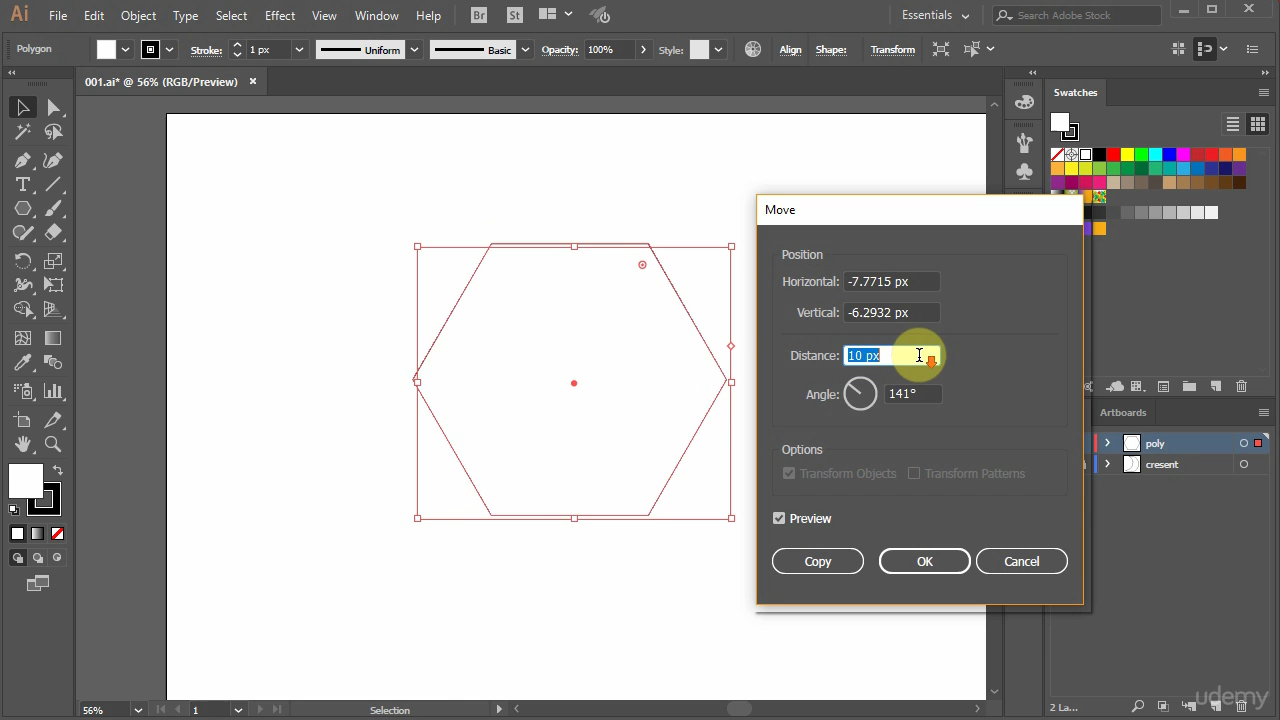 Ai File Edit Object Type Select Effect View Window Help Br St Essentials Search Adobe Stock
Polygon Stroke: 1 px Uniform Basic Opacity: 100% Style: Align Shape: Transform
001.ai* @ 56% (RGB/Preview)
Swatches
Move
Position
Horizontal: -7.7715 px
Vertical: -6.2932 px
Distance: 10 px
Angle: 141°
Artboards
poly
Options
cresent
Transform Objects Transform Patterns
Preview
Copy OK Cancel
56% 1 Selection 2 La...
udemy